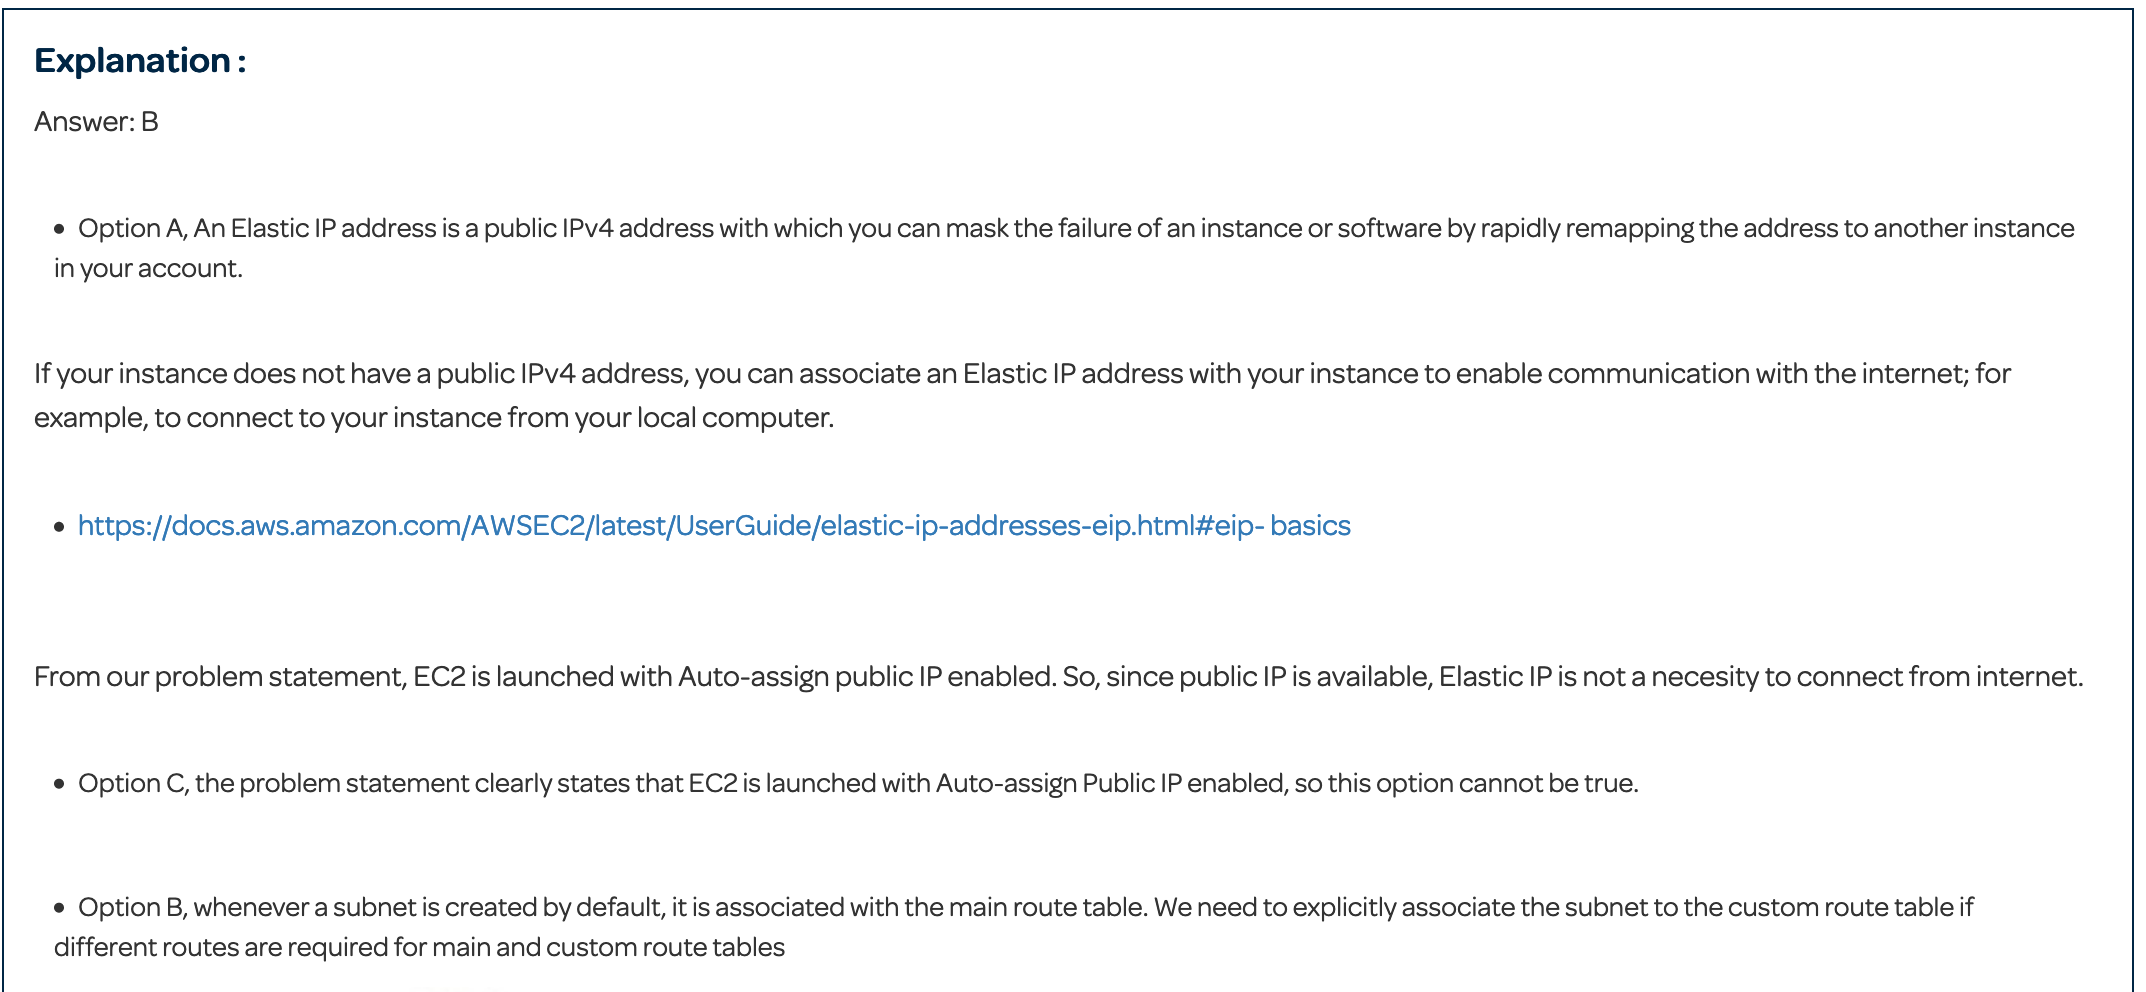 Explanation :
Answer: B
• Option A, An Elastic IP address is a public IPv4 address with which you can mask the failure of an instance or software by rapidly remapping the address to another instance
in your account.
If your instance does not have a public IPv4 address, you can associate an Elastic IP address with your instance to enable communication with the internet; for
example, to connect to your instance from your local computer.
• https://docs.aws.amazon.com/AWSEC2/latest/UserGuide/elastic-ip-addresses-eip.html#eip- basics
From our problem statement, EC2 is launched with Auto-assign public IP enabled. So, since public IP is available, Elastic IP is not a necesity to connect from internet.
• Option C, the problem statement clearly states that EC2 is launched with Auto-assign Public IP enabled, so this option cannot be true.
• Option B, whenever a subnet is created by default, it is associated with the main route table. We need to explicitly associate the subnet to the custom route table if
different routes are required for main and custom route tables